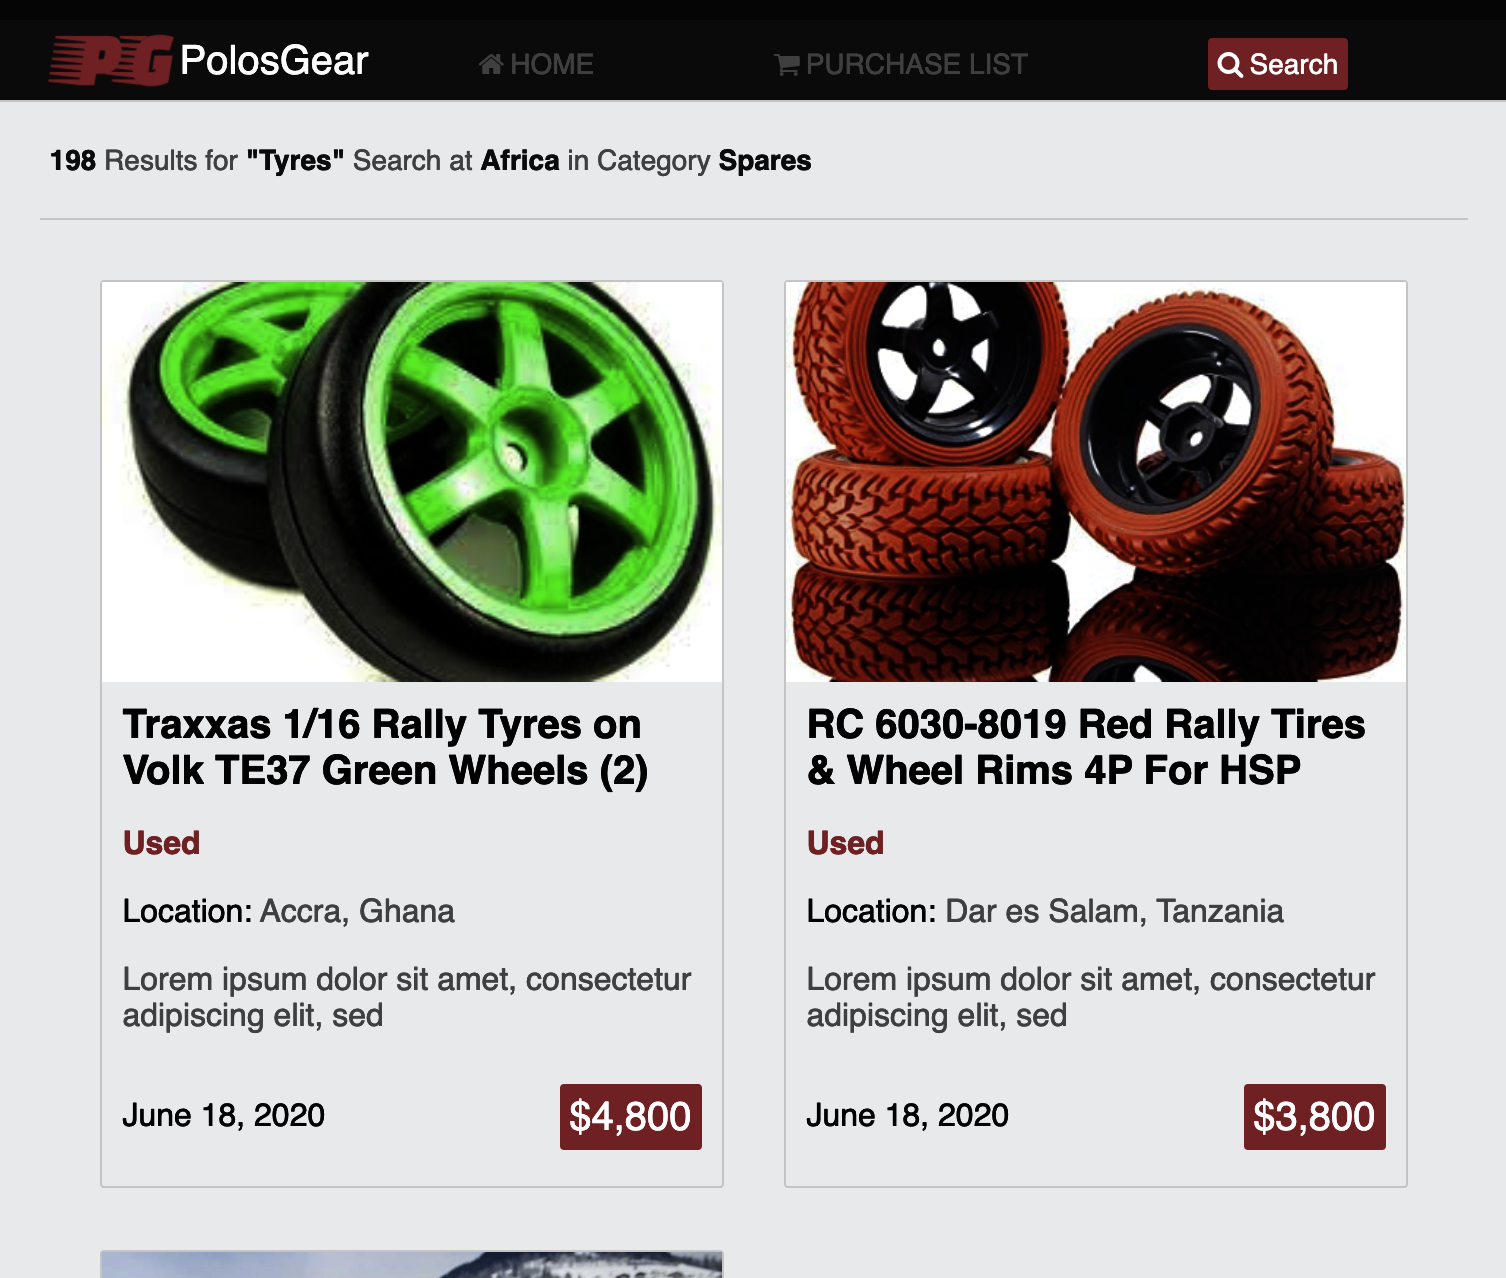 PG PolosGear HOME PURCHASE LIST Search
198 Results for "Tyres" Search at Africa in Category Spares
Traxxas 1/16 Rally Tyres on
Volk TE37 Green Wheels (2)
Used
Location: Accra, Ghana
Lorem ipsum dolor sit amet, consectetur
adipiscing elit, sed
June 18, 2020 $4,800
RC 6030-8019 Red Rally Tires
& Wheel Rims 4P For HSP
Used
Location: Dar es Salam, Tanzania
Lorem ipsum dolor sit amet, consectetur
adipiscing elit, sed
June 18, 2020 $3,800